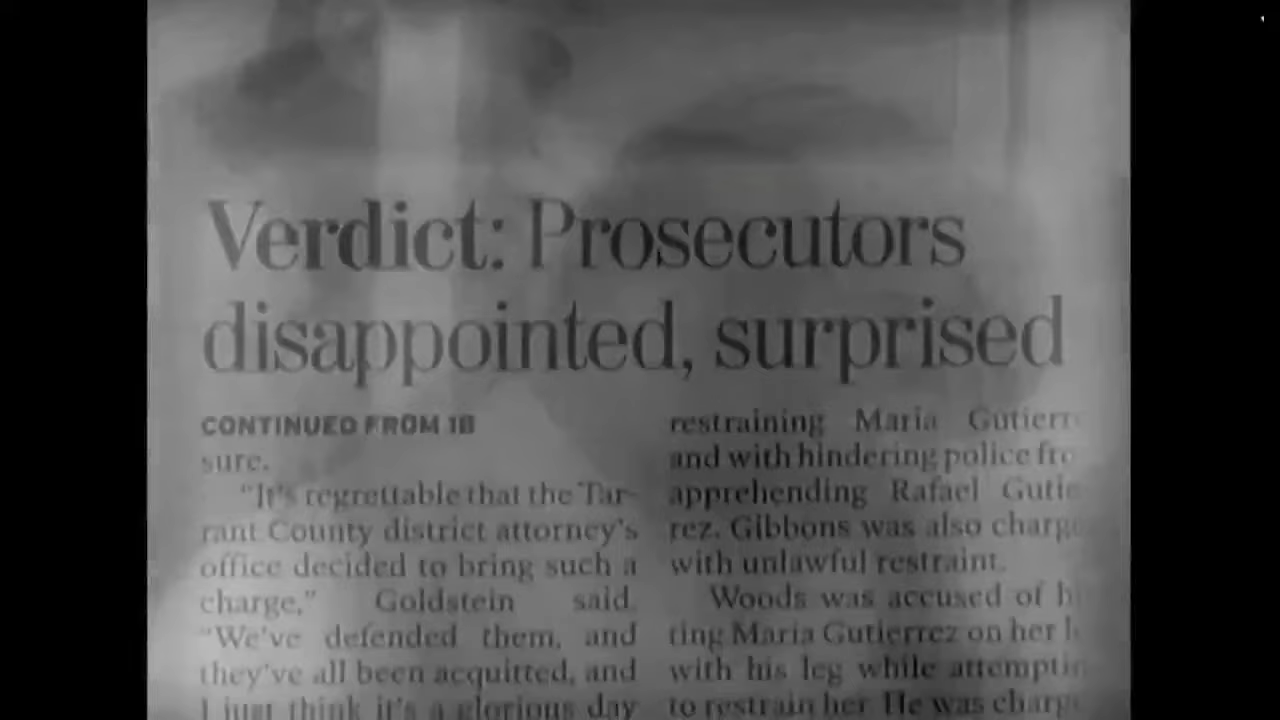 Verdict: Prosecutors
disappointed, surprised
CONTINUED FROM 1B
sure.
"It's regrettable that the Tar-
rant County district attorney's
office decided to bring such a
charge," Goldstein said.
"We've defended them, and
they've all been acquitted, and
I just think it's a glorious day
restraining Maria
and with hindering police
apprehending Rafael
rez. Gibbons was also
with unlawful restraint.
Woods was accused of
ting Maria Gutierrez on her
with his leg while
to restrain her. He was